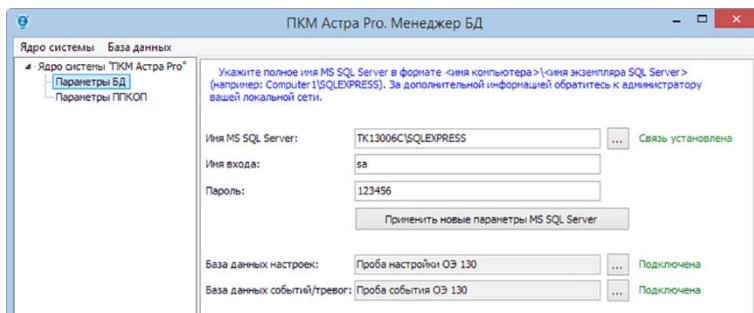 ПКМ Астра Pro. Менеджер БД
Ядро системы База данных
Ядро системы "ПКМ Астра Pro"
Параметры БД
Параметры ППКОП
Укажите полное имя MS SQL Server в формате <имя компьютера>\<имя экземпляра SQL Server>
(например: Computer1\SQLEXPRESS). За дополнительной информацией обратитесь к администратору
вашей локальной сети.
Имя MS SQL Server: TK13006C\SQLEXPRESS ... Связь установлена
Имя входа: sa
Пароль: 123456
Применить новые параметры MS SQL Server
База данных настроек: Проба настройки ОЭ 130 ... Подключена
База данных событий/тревог: Проба события ОЭ 130 ... Подключена